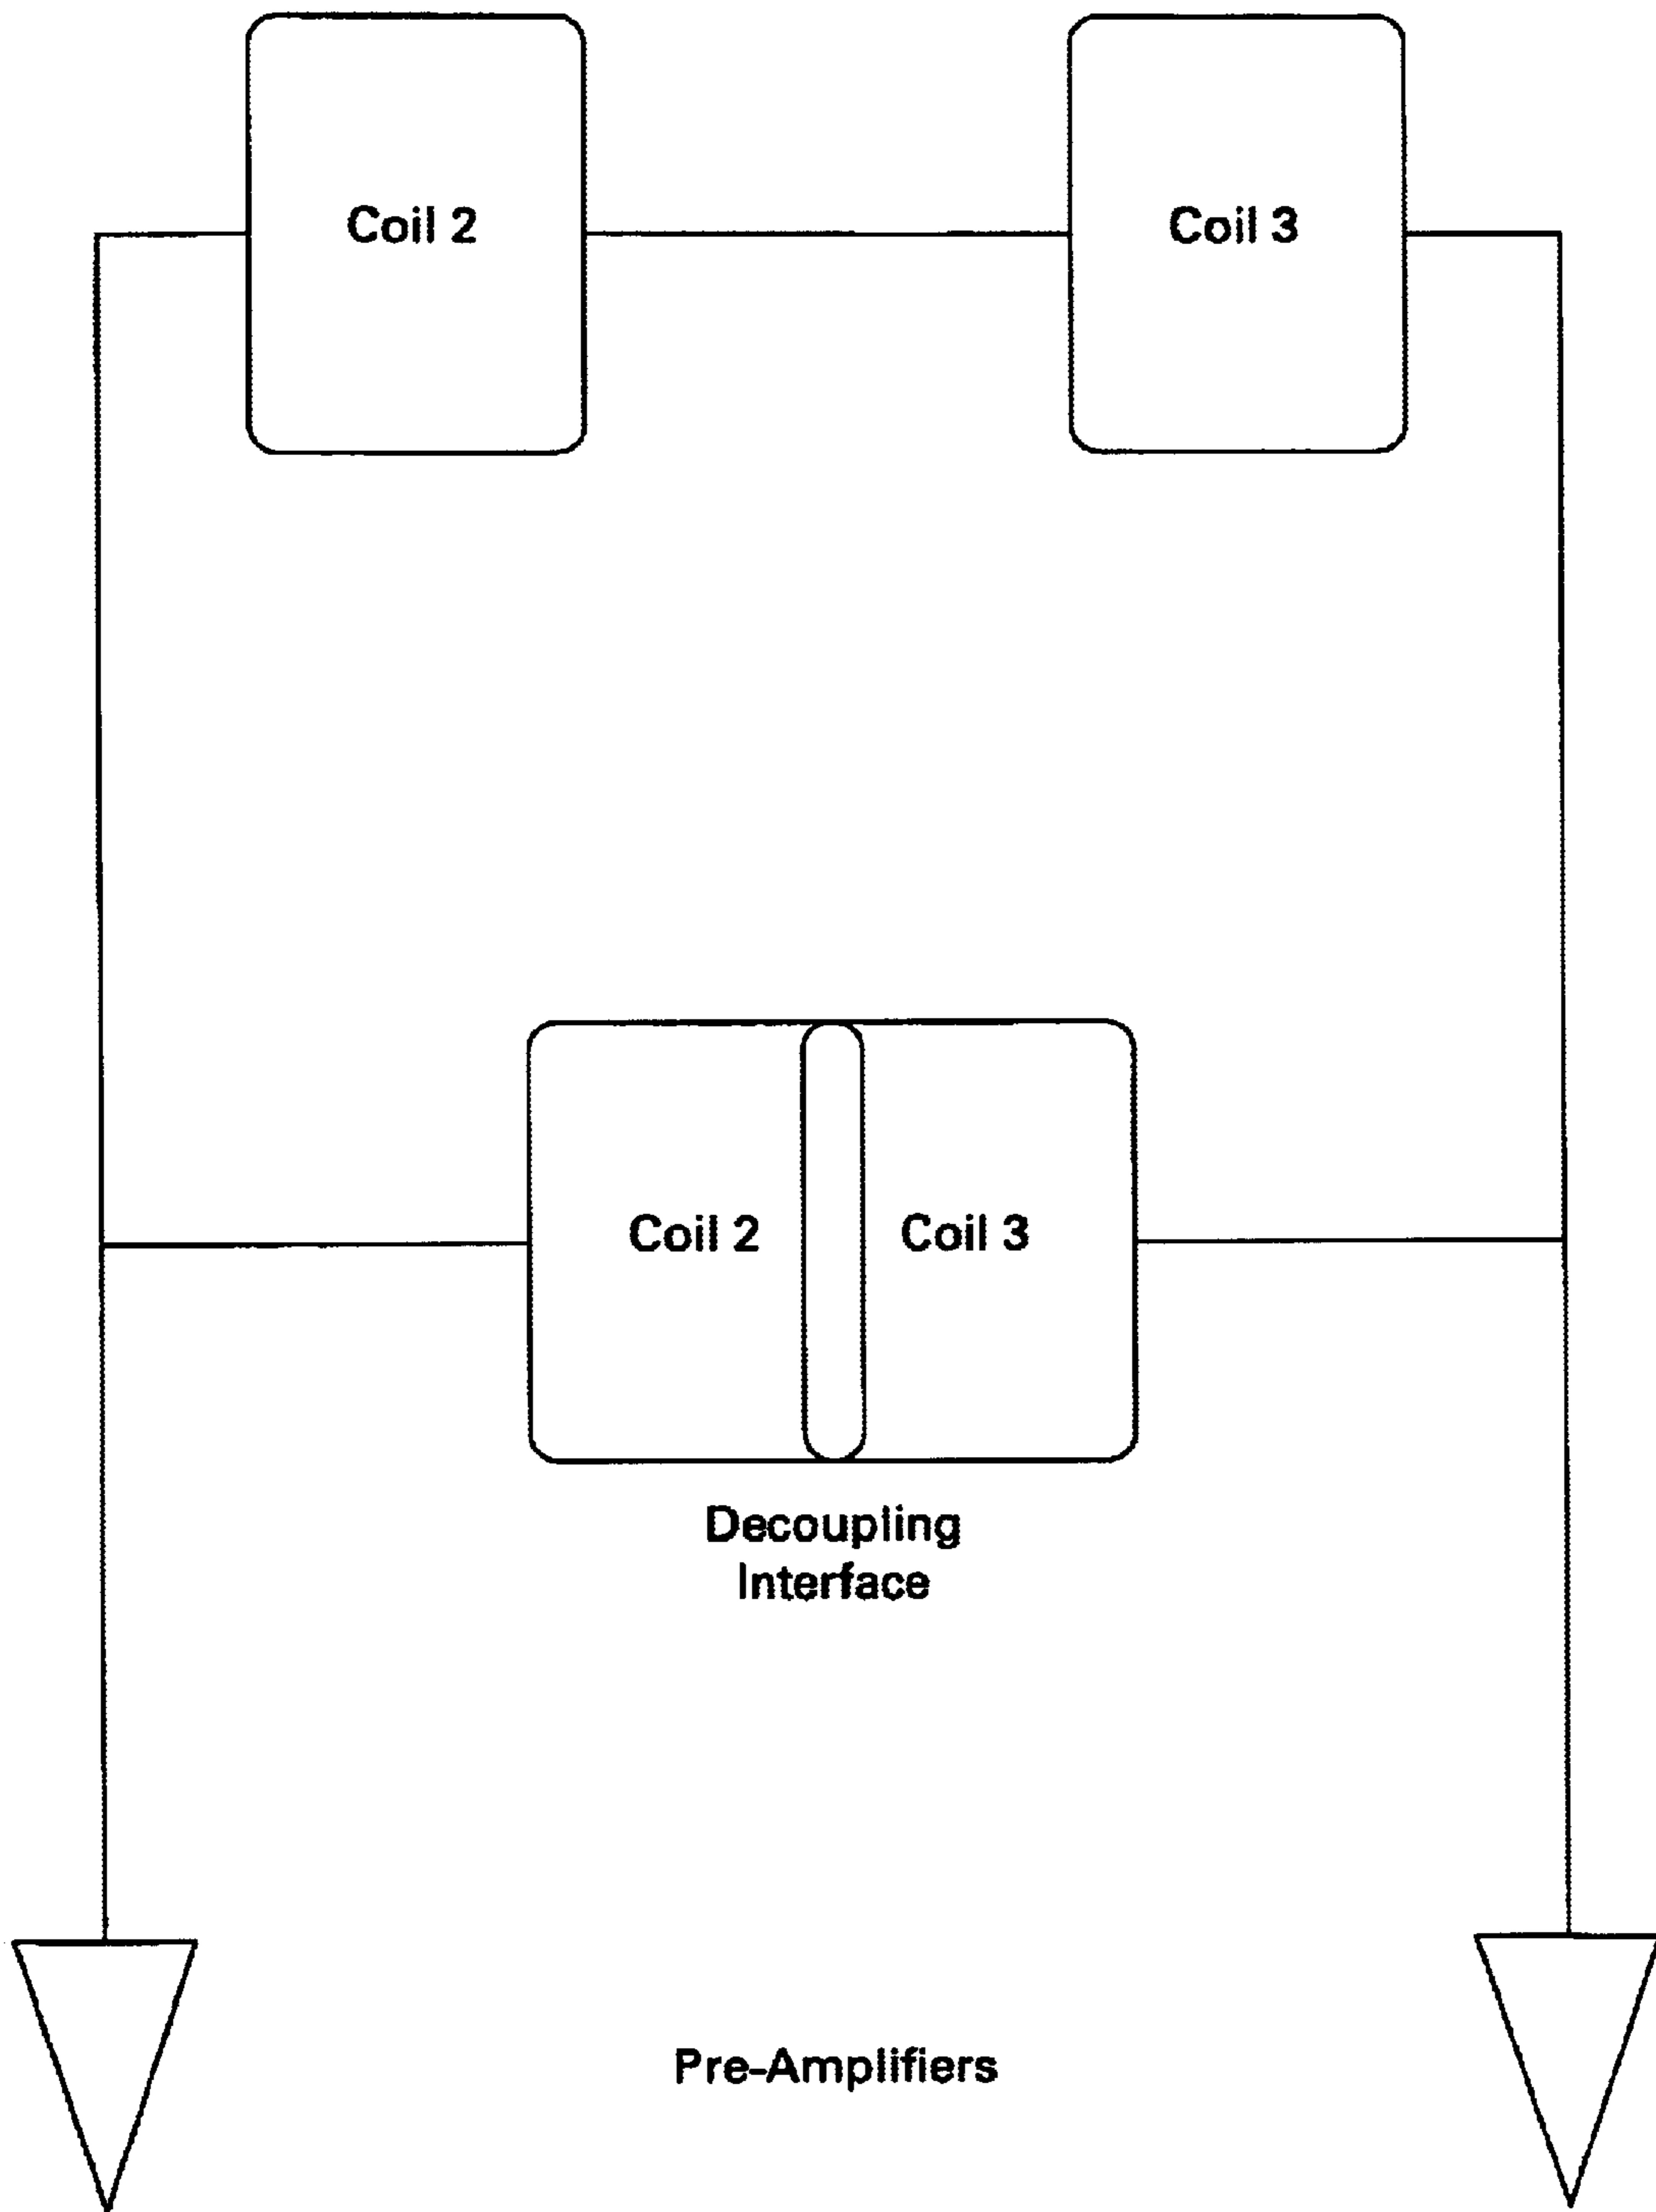 Coil 2
Coil 3
Coil 2
Coil 3
Decoupling
Interface
Pre-Amplifiers